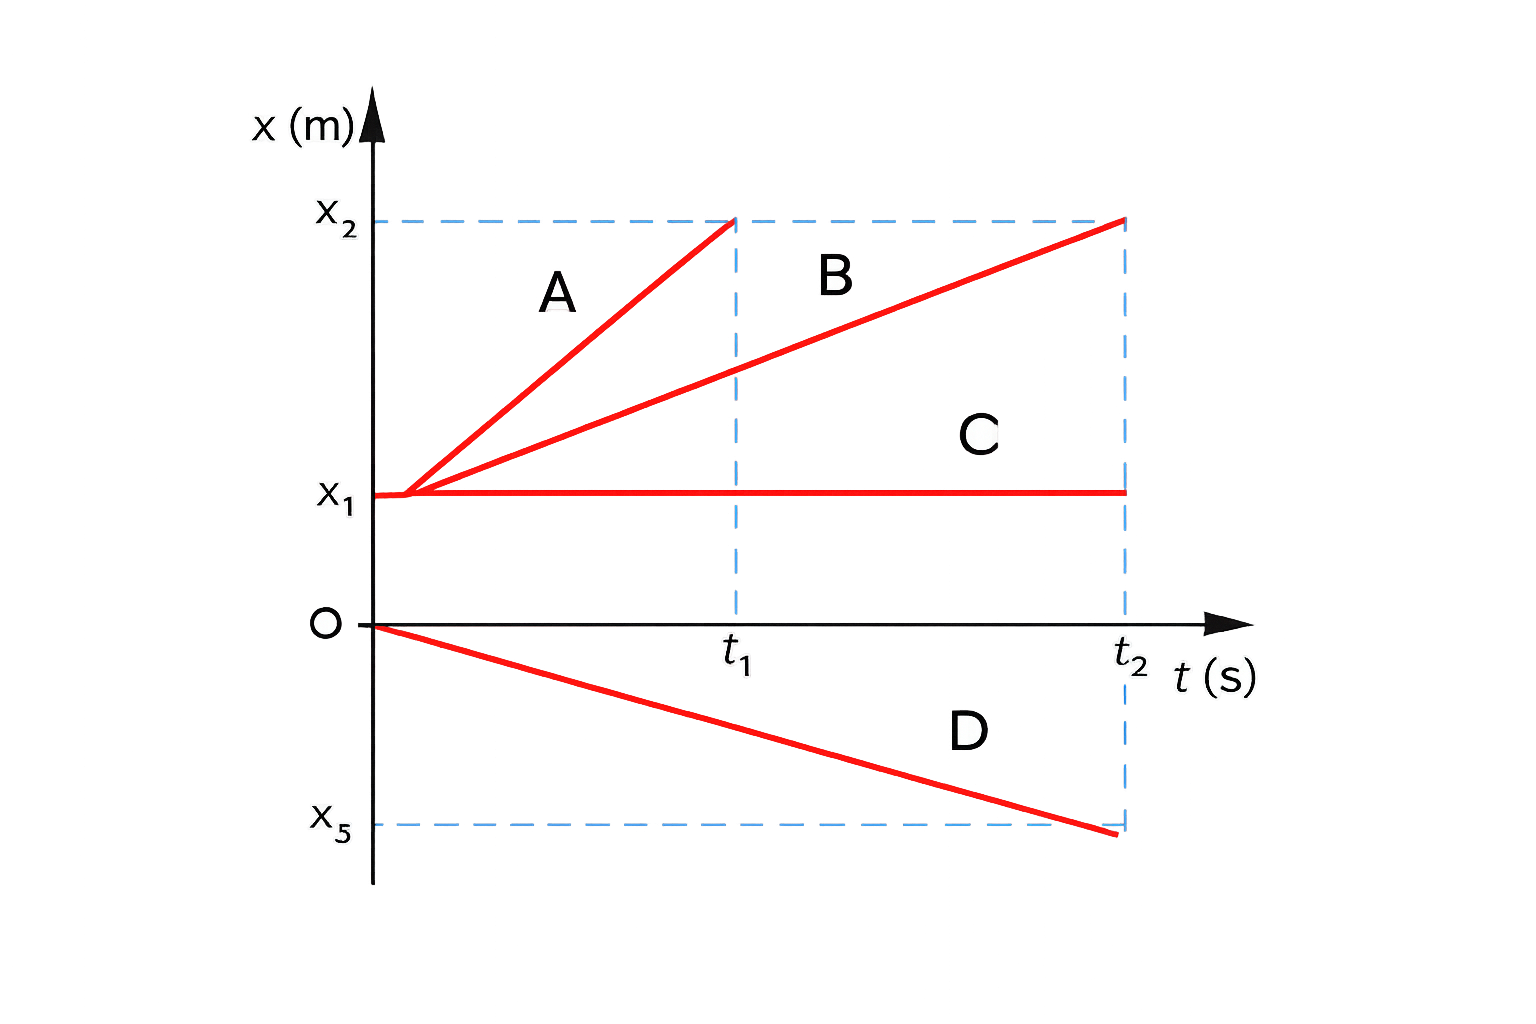 x (m)
x₂
A
B
C
x₁
O
t₁
t₂
t (s)
D
x₅